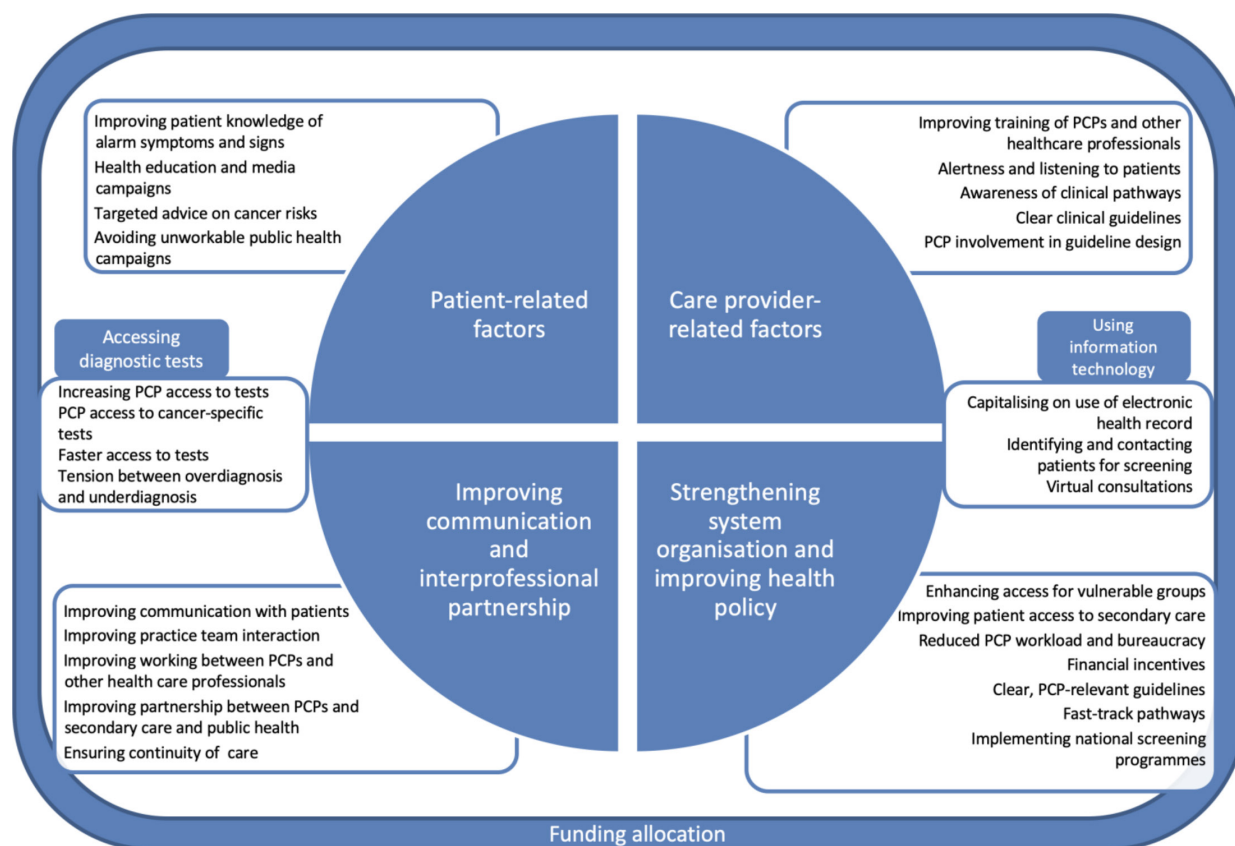 Improving patient knowledge of
alarm symptoms and signs
Health education and media
campaigns
Targeted advice on cancer risks
Avoiding unworkable public health
campaigns
Improving training of PCPs and other
healthcare professionals
Alertness and listening to patients
Awareness of clinical pathways
Clear clinical guidelines
PCP involvement in guideline design
Patient-related
factors
Care provider-
related factors
Accessing
diagnostic tests
Increasing PCP access to tests
PCP access to cancer-specific
tests
Faster access to tests
Tension between overdiagnosis
and underdiagnosis
Using
information
technology
Capitalising on use of electronic
health record
Identifying and contacting
patients for screening
Virtual consultations
Improving
communication
and
interprofessional
partnership
Strengthening
system
organisation and
improving health
policy
Improving communication with patients
Improving practice team interaction
Improving working between PCPs and
other health care professionals
Improving partnership between PCPs and
secondary care and public health
Ensuring continuity of care
Enhancing access for vulnerable groups
Improving patient access to secondary care
Reduced PCP workload and bureaucracy
Financial incentives
Clear, PCP-relevant guidelines
Fast-track pathways
Implementing national screening
programmes
Funding allocation